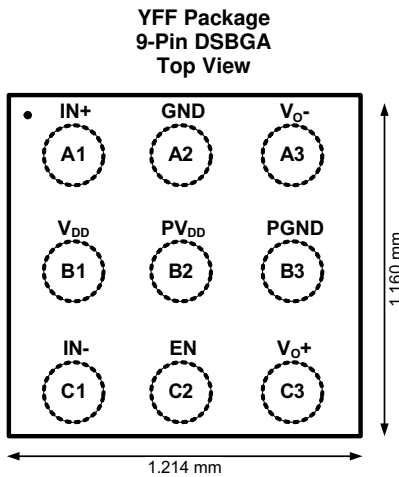 YFF Package
9-Pin DSBGA
Top View
IN+ GND VO-
A1 A2 A3
VDD PVDD PGND
B1 B2 B3
IN- EN VO+
C1 C2 C3
1.160 mm
1.214 mm